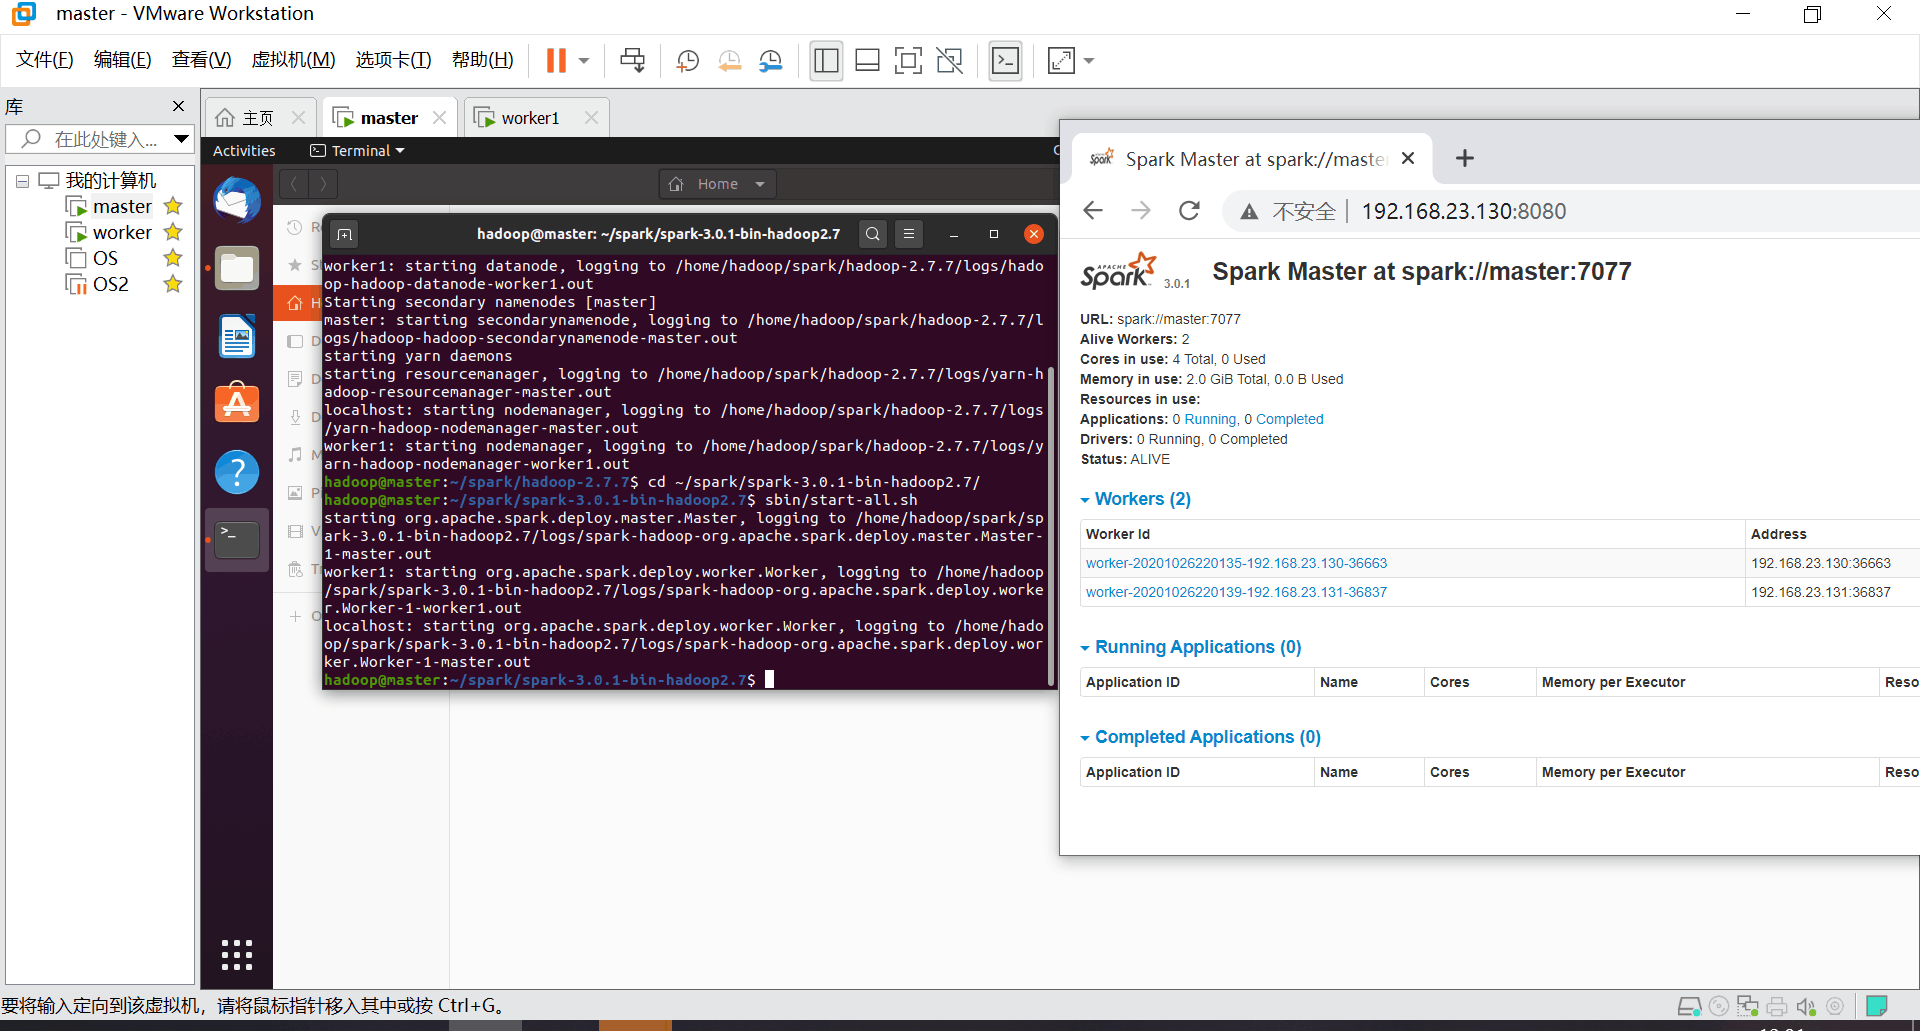 master - VMware Workstation
文件(F) 编辑(E) 查看(V) 虚拟机(M) 选项卡(T) 帮助(H)
库
在此处键入...
我的计算机
master
worker
OS
OS2
主页
master
worker1
Activities
Terminal
Home
hadoop@master: ~/spark/spark-3.0.1-bin-hadoop2.7
worker1: starting datanode, logging to /home/hadoop/spark/hadoop-2.7.7/logs/hado
op-hadoop-datanode-worker1.out
Starting secondary namenodes [master]
master: starting secondarynamenode, logging to /home/hadoop/spark/hadoop-2.7.7/l
ogs/hadoop-hadoop-secondarynamenode-master.out
starting yarn daemons
starting resourcemanager, logging to /home/hadoop/spark/hadoop-2.7.7/logs/yarn-h
adoop-resourcemanager-master.out
localhost: starting nodemanager, logging to /home/hadoop/spark/hadoop-2.7.7/logs
/yarn-hadoop-nodemanager-master.out
worker1: starting nodemanager, logging to /home/hadoop/spark/hadoop-2.7.7/logs/y
arn-hadoop-nodemanager-worker1.out
hadoop@master:~/spark/hadoop-2.7.7$ cd ~/spark/spark-3.0.1-bin-hadoop2.7/
hadoop@master:~/spark/spark-3.0.1-bin-hadoop2.7$ sbin/start-all.sh
starting org.apache.spark.deploy.master.Master, logging to /home/hadoop/spark/sp
ark-3.0.1-bin-hadoop2.7/logs/spark-hadoop-org.apache.spark.deploy.master.Master-
1-master.out
worker1: starting org.apache.spark.deploy.worker.Worker, logging to /home/hadoop
/spark/spark-3.0.1-bin-hadoop2.7/logs/spark-hadoop-org.apache.spark.deploy.worke
r.Worker-1-worker1.out
localhost: starting org.apache.spark.deploy.worker.Worker, logging to /home/hado
op/spark/spark-3.0.1-bin-hadoop2.7/logs/spark-hadoop-org.apache.spark.deploy.wor
ker.Worker-1-master.out
hadoop@master:~/spark/spark-3.0.1-bin-hadoop2.7$
Spark Master at spark://maste
不安全 192.168.23.130:8080
APACHE Spark 3.0.1 Spark Master at spark://master:7077
URL: spark://master:7077
Alive Workers: 2
Cores in use: 4 Total, 0 Used
Memory in use: 2.0 GiB Total, 0.0 B Used
Resources in use:
Applications: 0 Running, 0 Completed
Drivers: 0 Running, 0 Completed
Status: ALIVE
Workers (2)
Worker Id Address
worker-20201026220135-192.168.23.130-36663 192.168.23.130:36663
worker-20201026220139-192.168.23.131-36837 192.168.23.131:36837
Running Applications (0)
Application ID Name Cores Memory per Executor Reso
Completed Applications (0)
Application ID Name Cores Memory per Executor Reso
要将输入定向到该虚拟机，请将鼠标指针移入其中或按 Ctrl+G。